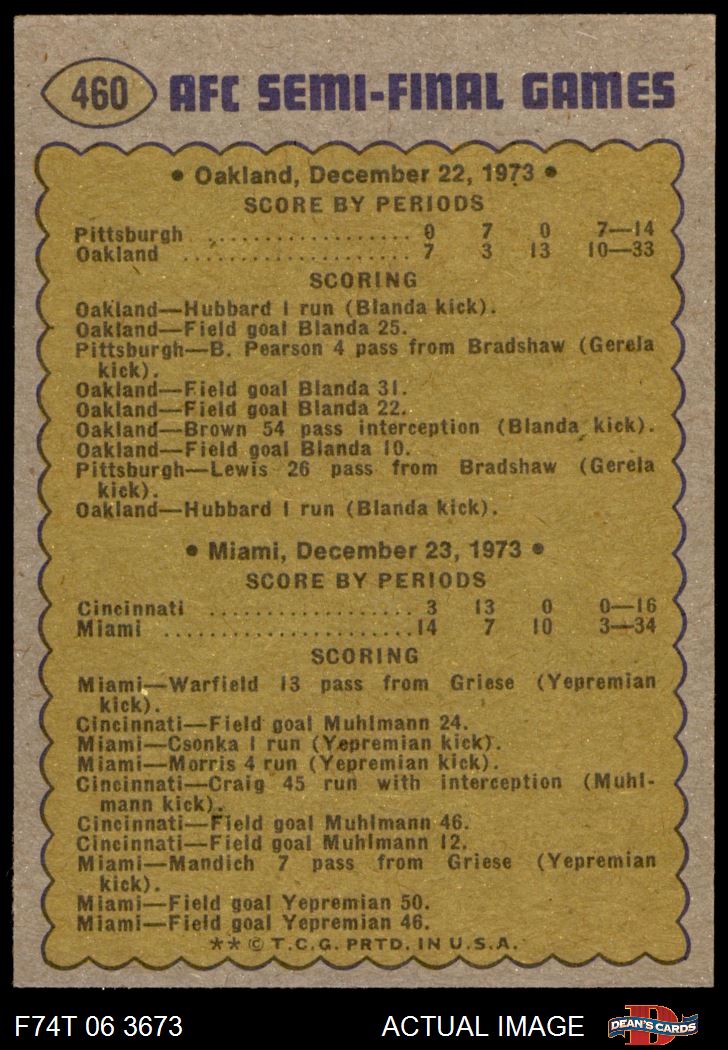 460 AFC SEMI-FINAL GAMES
• Oakland, December 22, 1973 •
SCORE BY PERIODS
Pittsburgh .................. 0 7 0 7—14
Oakland .................... 7 3 13 10—33
SCORING
Oakland—Hubbard 1 run (Blanda kick).
Oakland—Field goal Blanda 25.
Pittsburgh—B. Pearson 4 pass from Bradshaw (Gerela
kick).
Oakland—Field goal Blanda 31.
Oakland—Field goal Blanda 22.
Oakland—Brown 54 pass interception (Blanda kick).
Oakland—Field goal Blanda 10.
Pittsburgh—Lewis 26 pass from Bradshaw (Gerela
kick).
Oakland—Hubbard 1 run (Blanda kick).
• Miami, December 23, 1973 •
SCORE BY PERIODS
Cincinnati .................. 3 13 0 0—16
Miami ...................... 14 7 10 3—34
SCORING
Miami—Warfield 13 pass from Griese (Yepremian
kick).
Cincinnati—Field goal Muhlmann 24.
Miami—Csonka 1 run (Yepremian kick).
Miami—Morris 4 run (Yepremian kick).
Cincinnati—Craig 45 run with interception (Muhl-
mann kick).
Cincinnati—Field goal Muhlmann 46.
Cincinnati—Field goal Muhlmann 12.
Miami—Mandich 7 pass from Griese (Yepremian
kick).
Miami—Field goal Yepremian 50.
Miami—Field goal Yepremian 46.
** © T.C.G. PRTD. IN U.S.A.
F74T 06 3673 ACTUAL IMAGE D DEAN'S CARDS